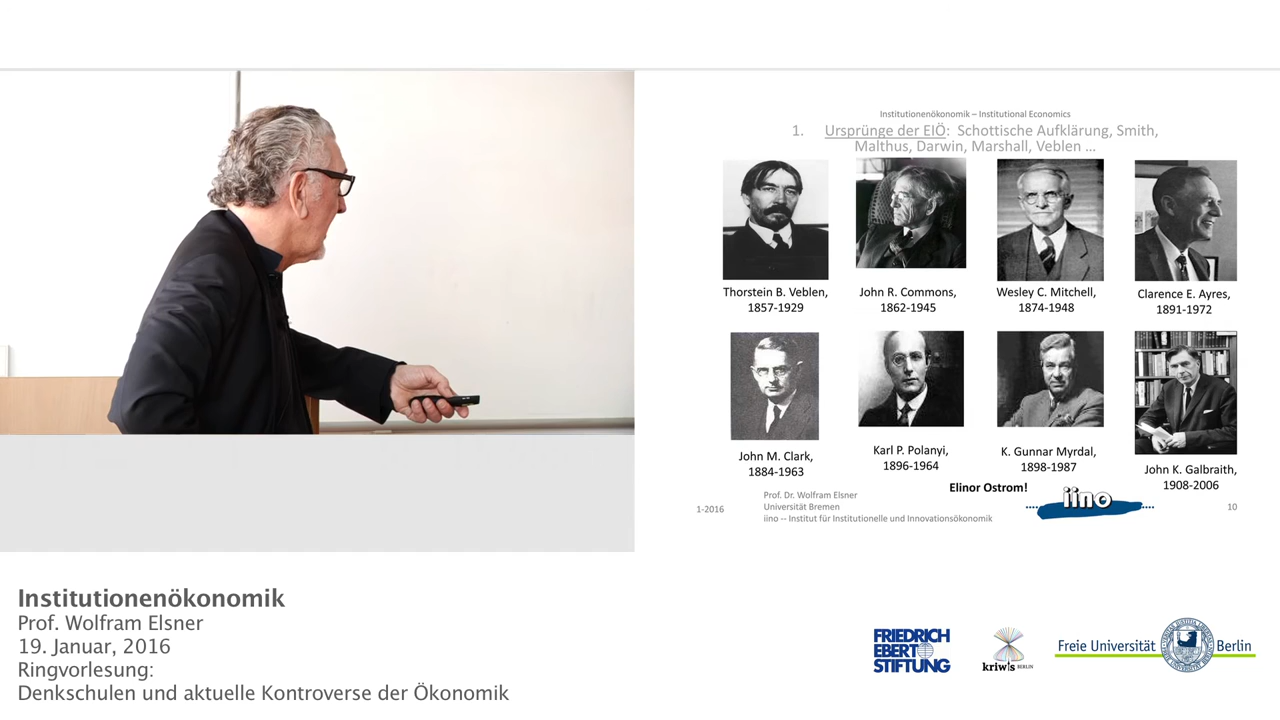 Institutionenökonomik – Institutional Economics
1. Ursprünge der EIÖ: Schottische Aufklärung, Smith,
Malthus, Darwin, Marshall, Veblen ...
Thorstein B. Veblen,
1857-1929
John R. Commons,
1862-1945
Wesley C. Mitchell,
1874-1948
Clarence E. Ayres,
1891-1972
John M. Clark,
1884-1963
Karl P. Polanyi,
1896-1964
K. Gunnar Myrdal,
1898-1987
John K. Galbraith,
1908-2006
Elinor Ostrom!
1-2016
Prof. Dr. Wolfram Elsner
Universität Bremen
iino -- Institut für Institutionelle und Innovationsökonomik
iino
10
Institutionenökonomik
Prof. Wolfram Elsner
19. Januar, 2016
Ringvorlesung:
Denkschulen und aktuelle Kontroverse der Ökonomik
FRIEDRICH
EBERT
STIFTUNG
kriwis BERLIN
Freie Universität Berlin